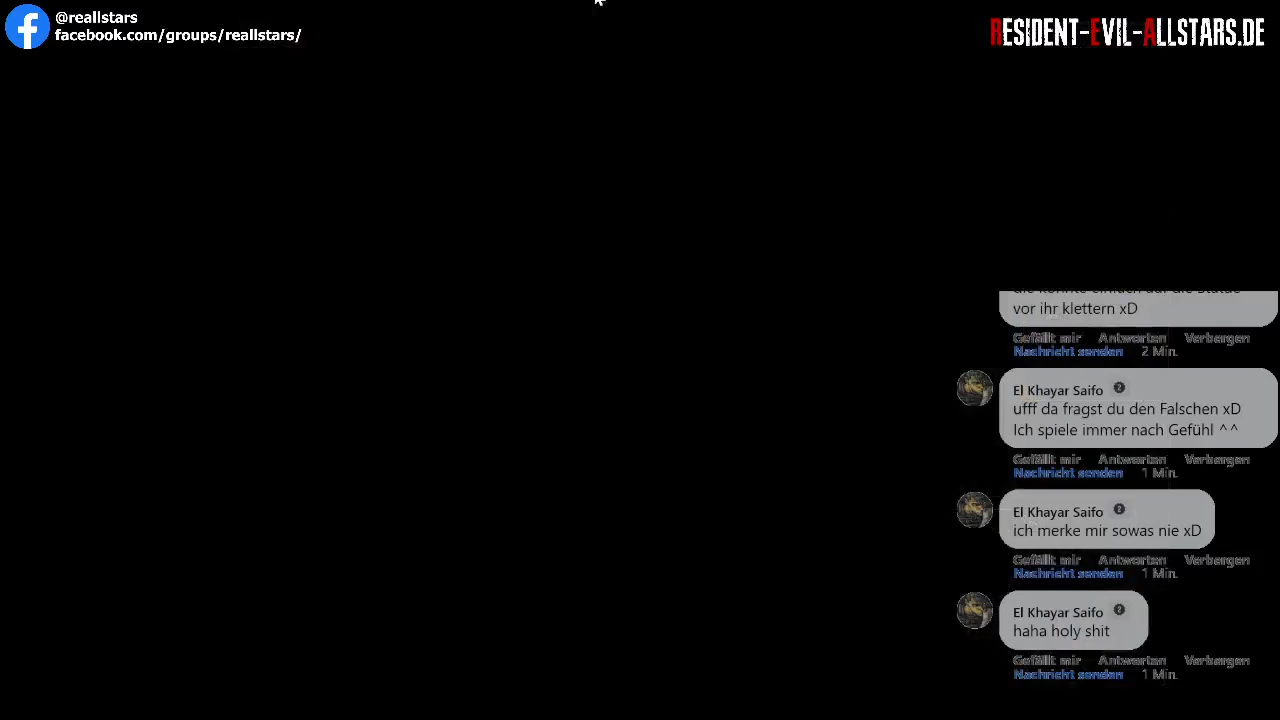 @reallstars
facebook.com/groups/reallstars/
RESIDENT-EVIL-ALLSTARS.DE
vor ihr klettern xD
Gefällt mir Antworten Verbergen
Nachricht senden 2 Min.
El Khayar Saifo
ufff da fragst du den Falschen xD
Ich spiele immer nach Gefühl ^^
Gefällt mir Antworten Verbergen
Nachricht senden 1 Min.
El Khayar Saifo
ich merke mir sowas nie xD
Gefällt mir Antworten Verbergen
Nachricht senden 1 Min.
El Khayar Saifo
haha holy shit
Gefällt mir Antworten Verbergen
Nachricht senden 1 Min.